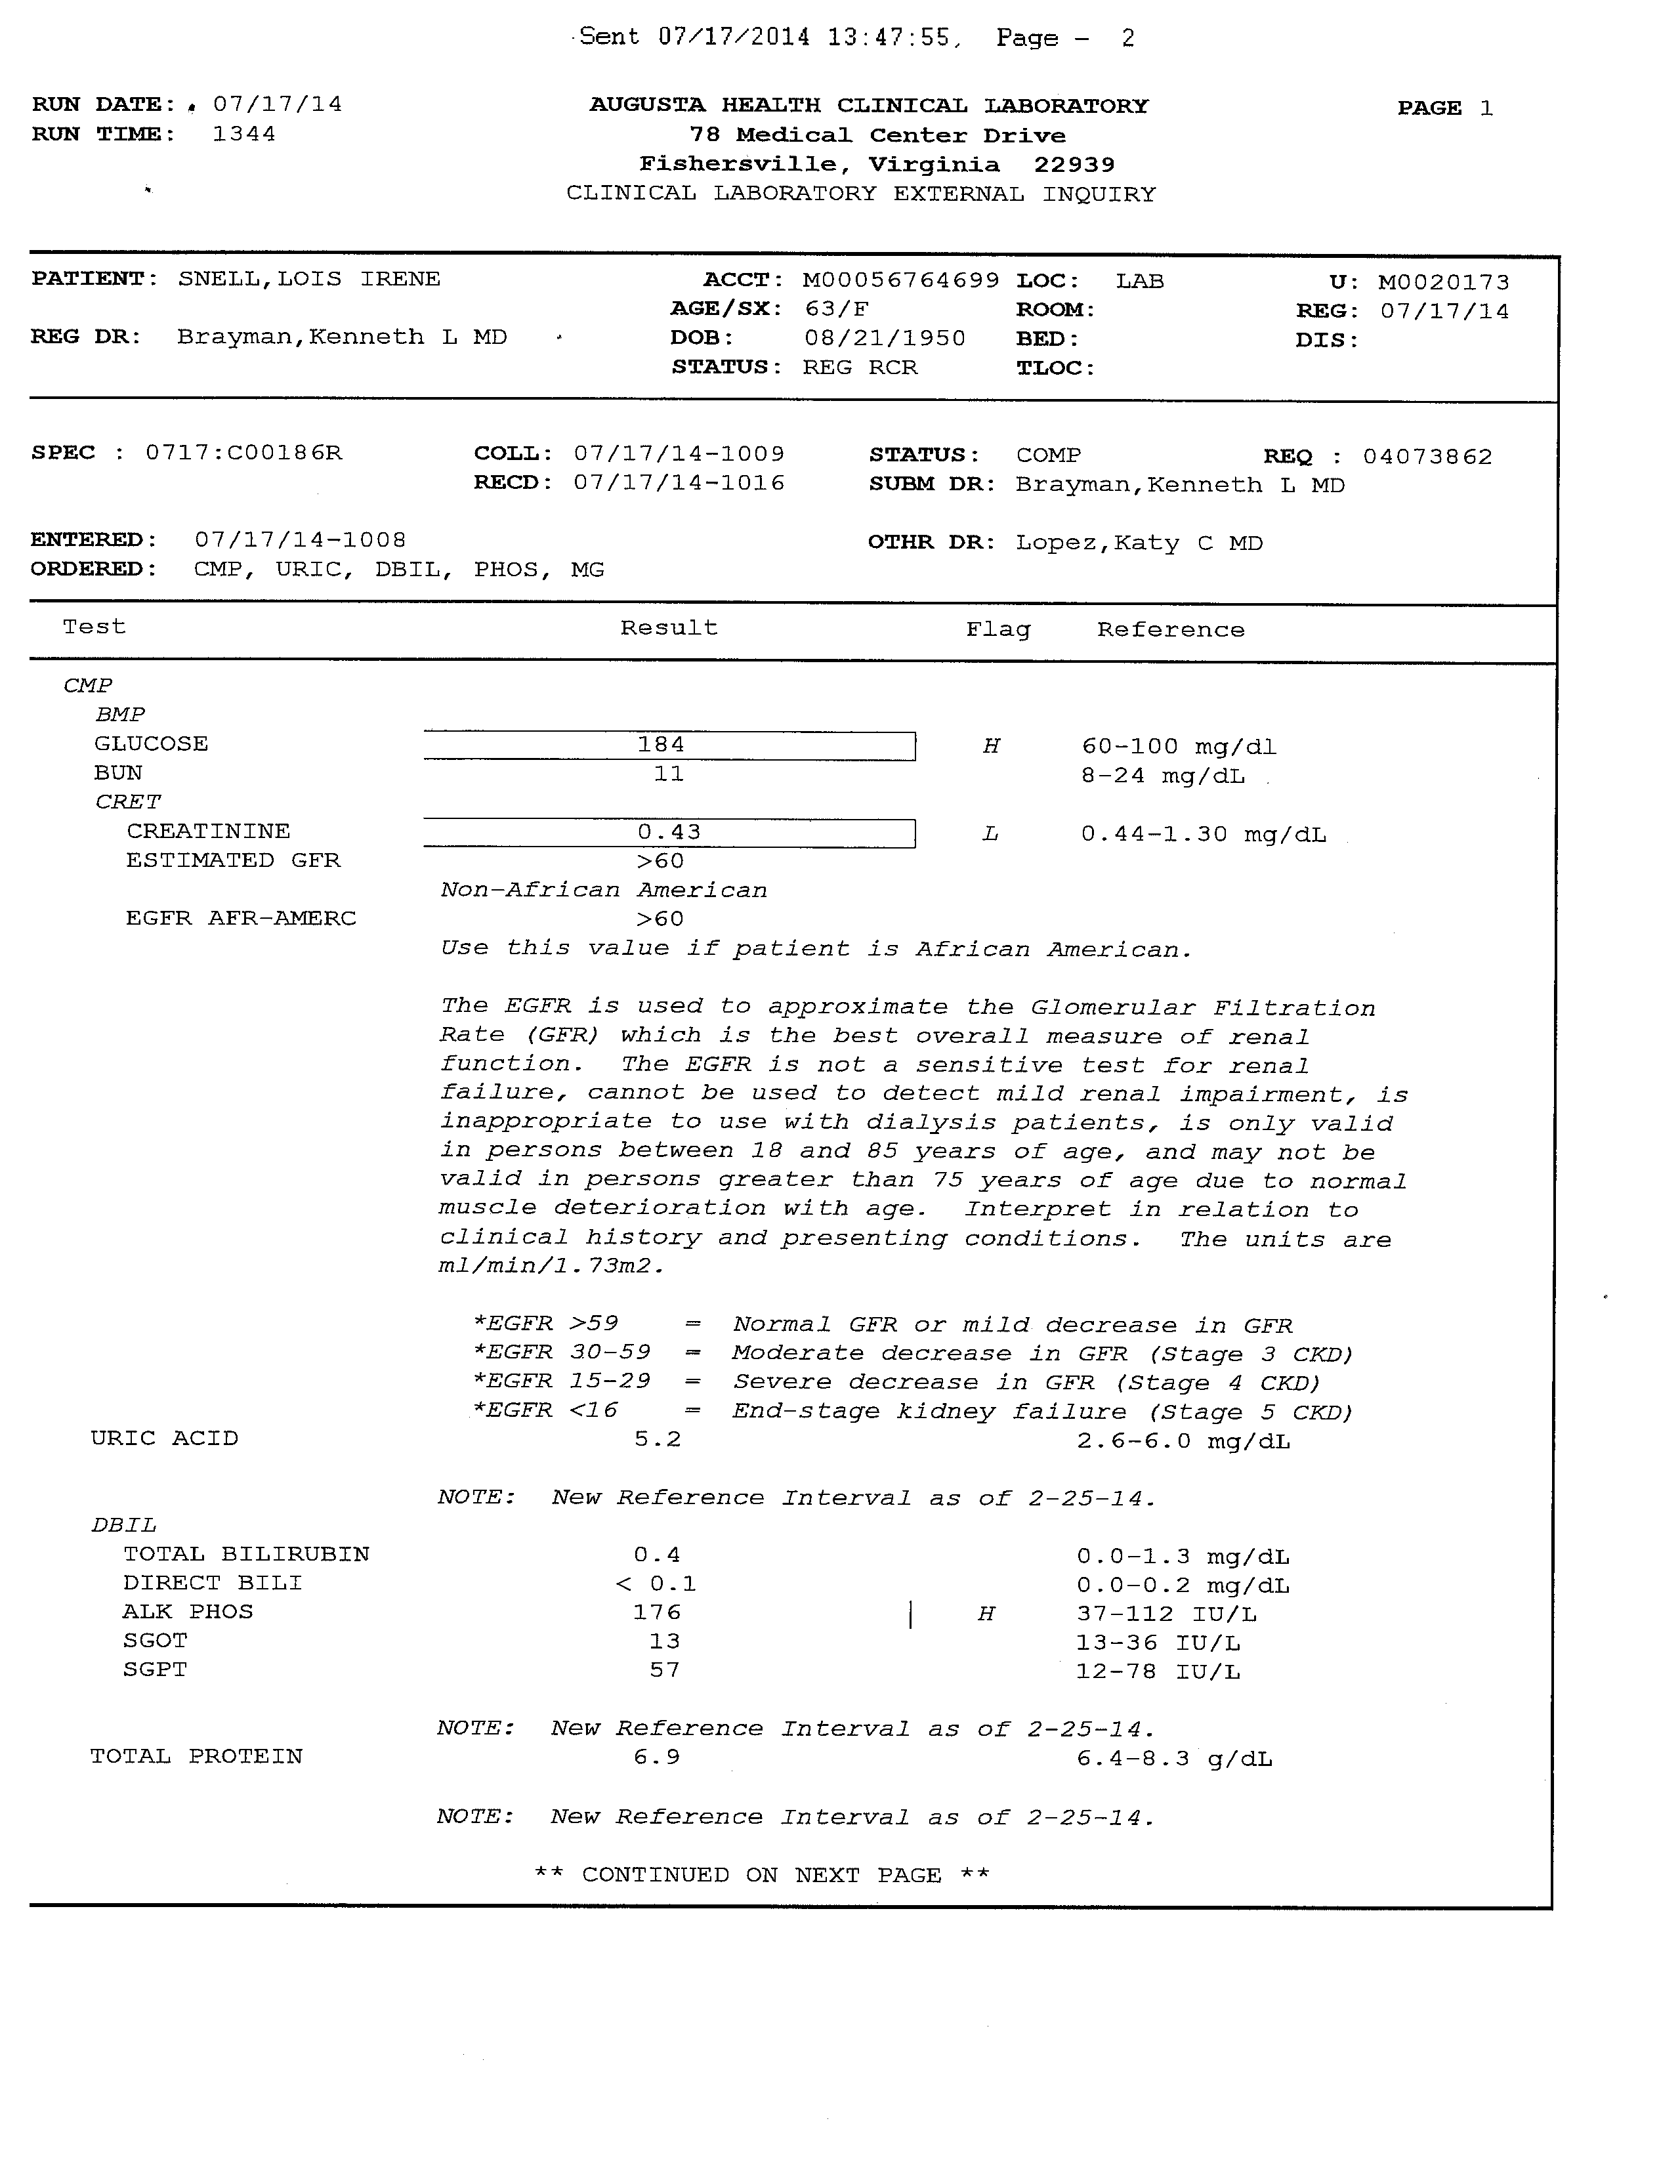 Sent 07/17/2014 13:47:55, Page - 2
RUN DATE: 07/17/14 AUGUSTA HEALTH CLINICAL LABORATORY PAGE 1
RUN TIME: 1344 78 Medical Center Drive
Fishersville, Virginia 22939
CLINICAL LABORATORY EXTERNAL INQUIRY
PATIENT: SNELL,LOIS IRENE ACCT: M00056764699 LOC: LAB U: M0020173
AGE/SX: 63/F ROOM: REG: 07/17/14
REG DR: Brayman,Kenneth L MD DOB: 08/21/1950 BED: DIS:
STATUS: REG RCR TLOC:
SPEC : 0717:C00186R COLL: 07/17/14-1009 STATUS: COMP REQ : 04073862
RECD: 07/17/14-1016 SUBM DR: Brayman,Kenneth L MD
ENTERED: 07/17/14-1008 OTHR DR: Lopez,Katy C MD
ORDERED: CMP, URIC, DBIL, PHOS, MG
Test Result Flag Reference
CMP
BMP
GLUCOSE 184 H 60-100 mg/dl
BUN 11 8-24 mg/dL
CRET
CREATININE 0.43 L 0.44-1.30 mg/dL
ESTIMATED GFR >60
Non-African American
EGFR AFR-AMERC >60
Use this value if patient is African American.
The EGFR is used to approximate the Glomerular Filtration
Rate (GFR) which is the best overall measure of renal
function. The EGFR is not a sensitive test for renal
failure, cannot be used to detect mild renal impairment, is
inappropriate to use with dialysis patients, is only valid
in persons between 18 and 85 years of age, and may not be
valid in persons greater than 75 years of age due to normal
muscle deterioration with age. Interpret in relation to
clinical history and presenting conditions. The units are
ml/min/1.73m2.
*EGFR >59 = Normal GFR or mild decrease in GFR
*EGFR 30-59 = Moderate decrease in GFR (Stage 3 CKD)
*EGFR 15-29 = Severe decrease in GFR (Stage 4 CKD)
*EGFR <16 = End-stage kidney failure (Stage 5 CKD)
URIC ACID 5.2 2.6-6.0 mg/dL
NOTE: New Reference Interval as of 2-25-14.
DBIL
TOTAL BILIRUBIN 0.4 0.0-1.3 mg/dL
DIRECT BILI < 0.1 0.0-0.2 mg/dL
ALK PHOS 176 H 37-112 IU/L
SGOT 13 13-36 IU/L
SGPT 57 12-78 IU/L
NOTE: New Reference Interval as of 2-25-14.
TOTAL PROTEIN 6.9 6.4-8.3 g/dL
NOTE: New Reference Interval as of 2-25-14.
** CONTINUED ON NEXT PAGE **